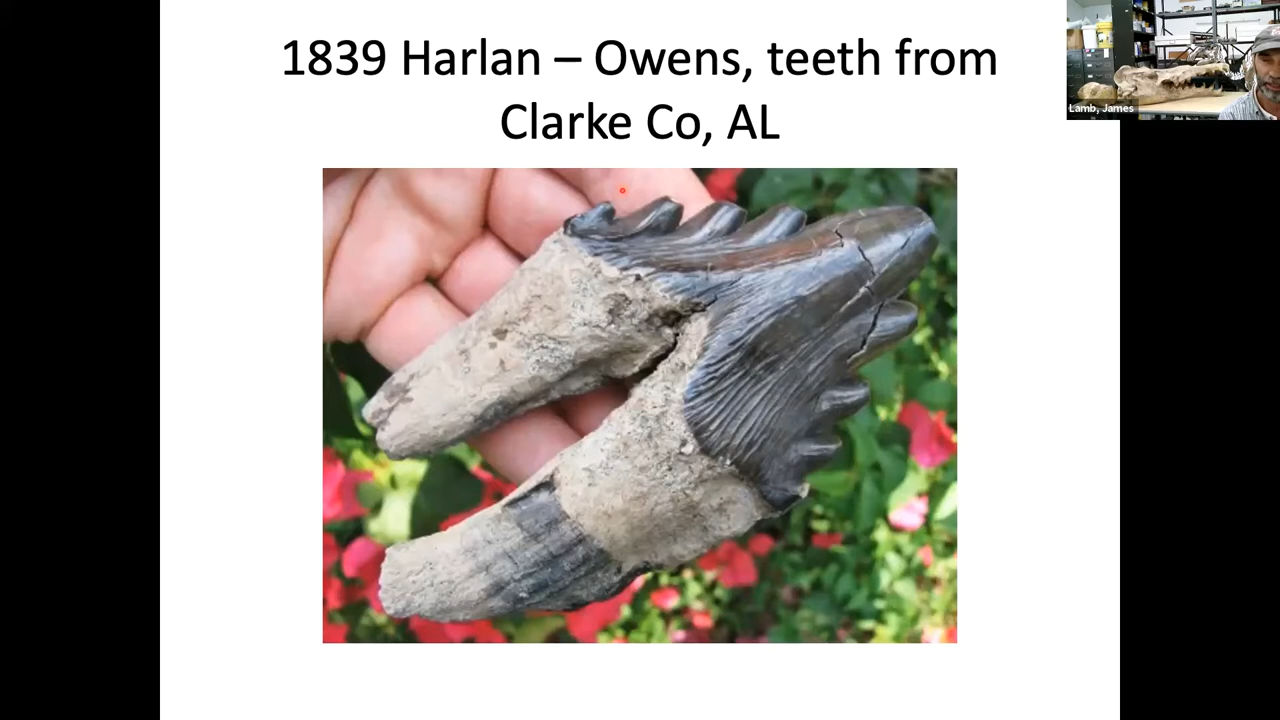 1839 Harlan – Owens, teeth from
Clarke Co, AL
Lamb, James